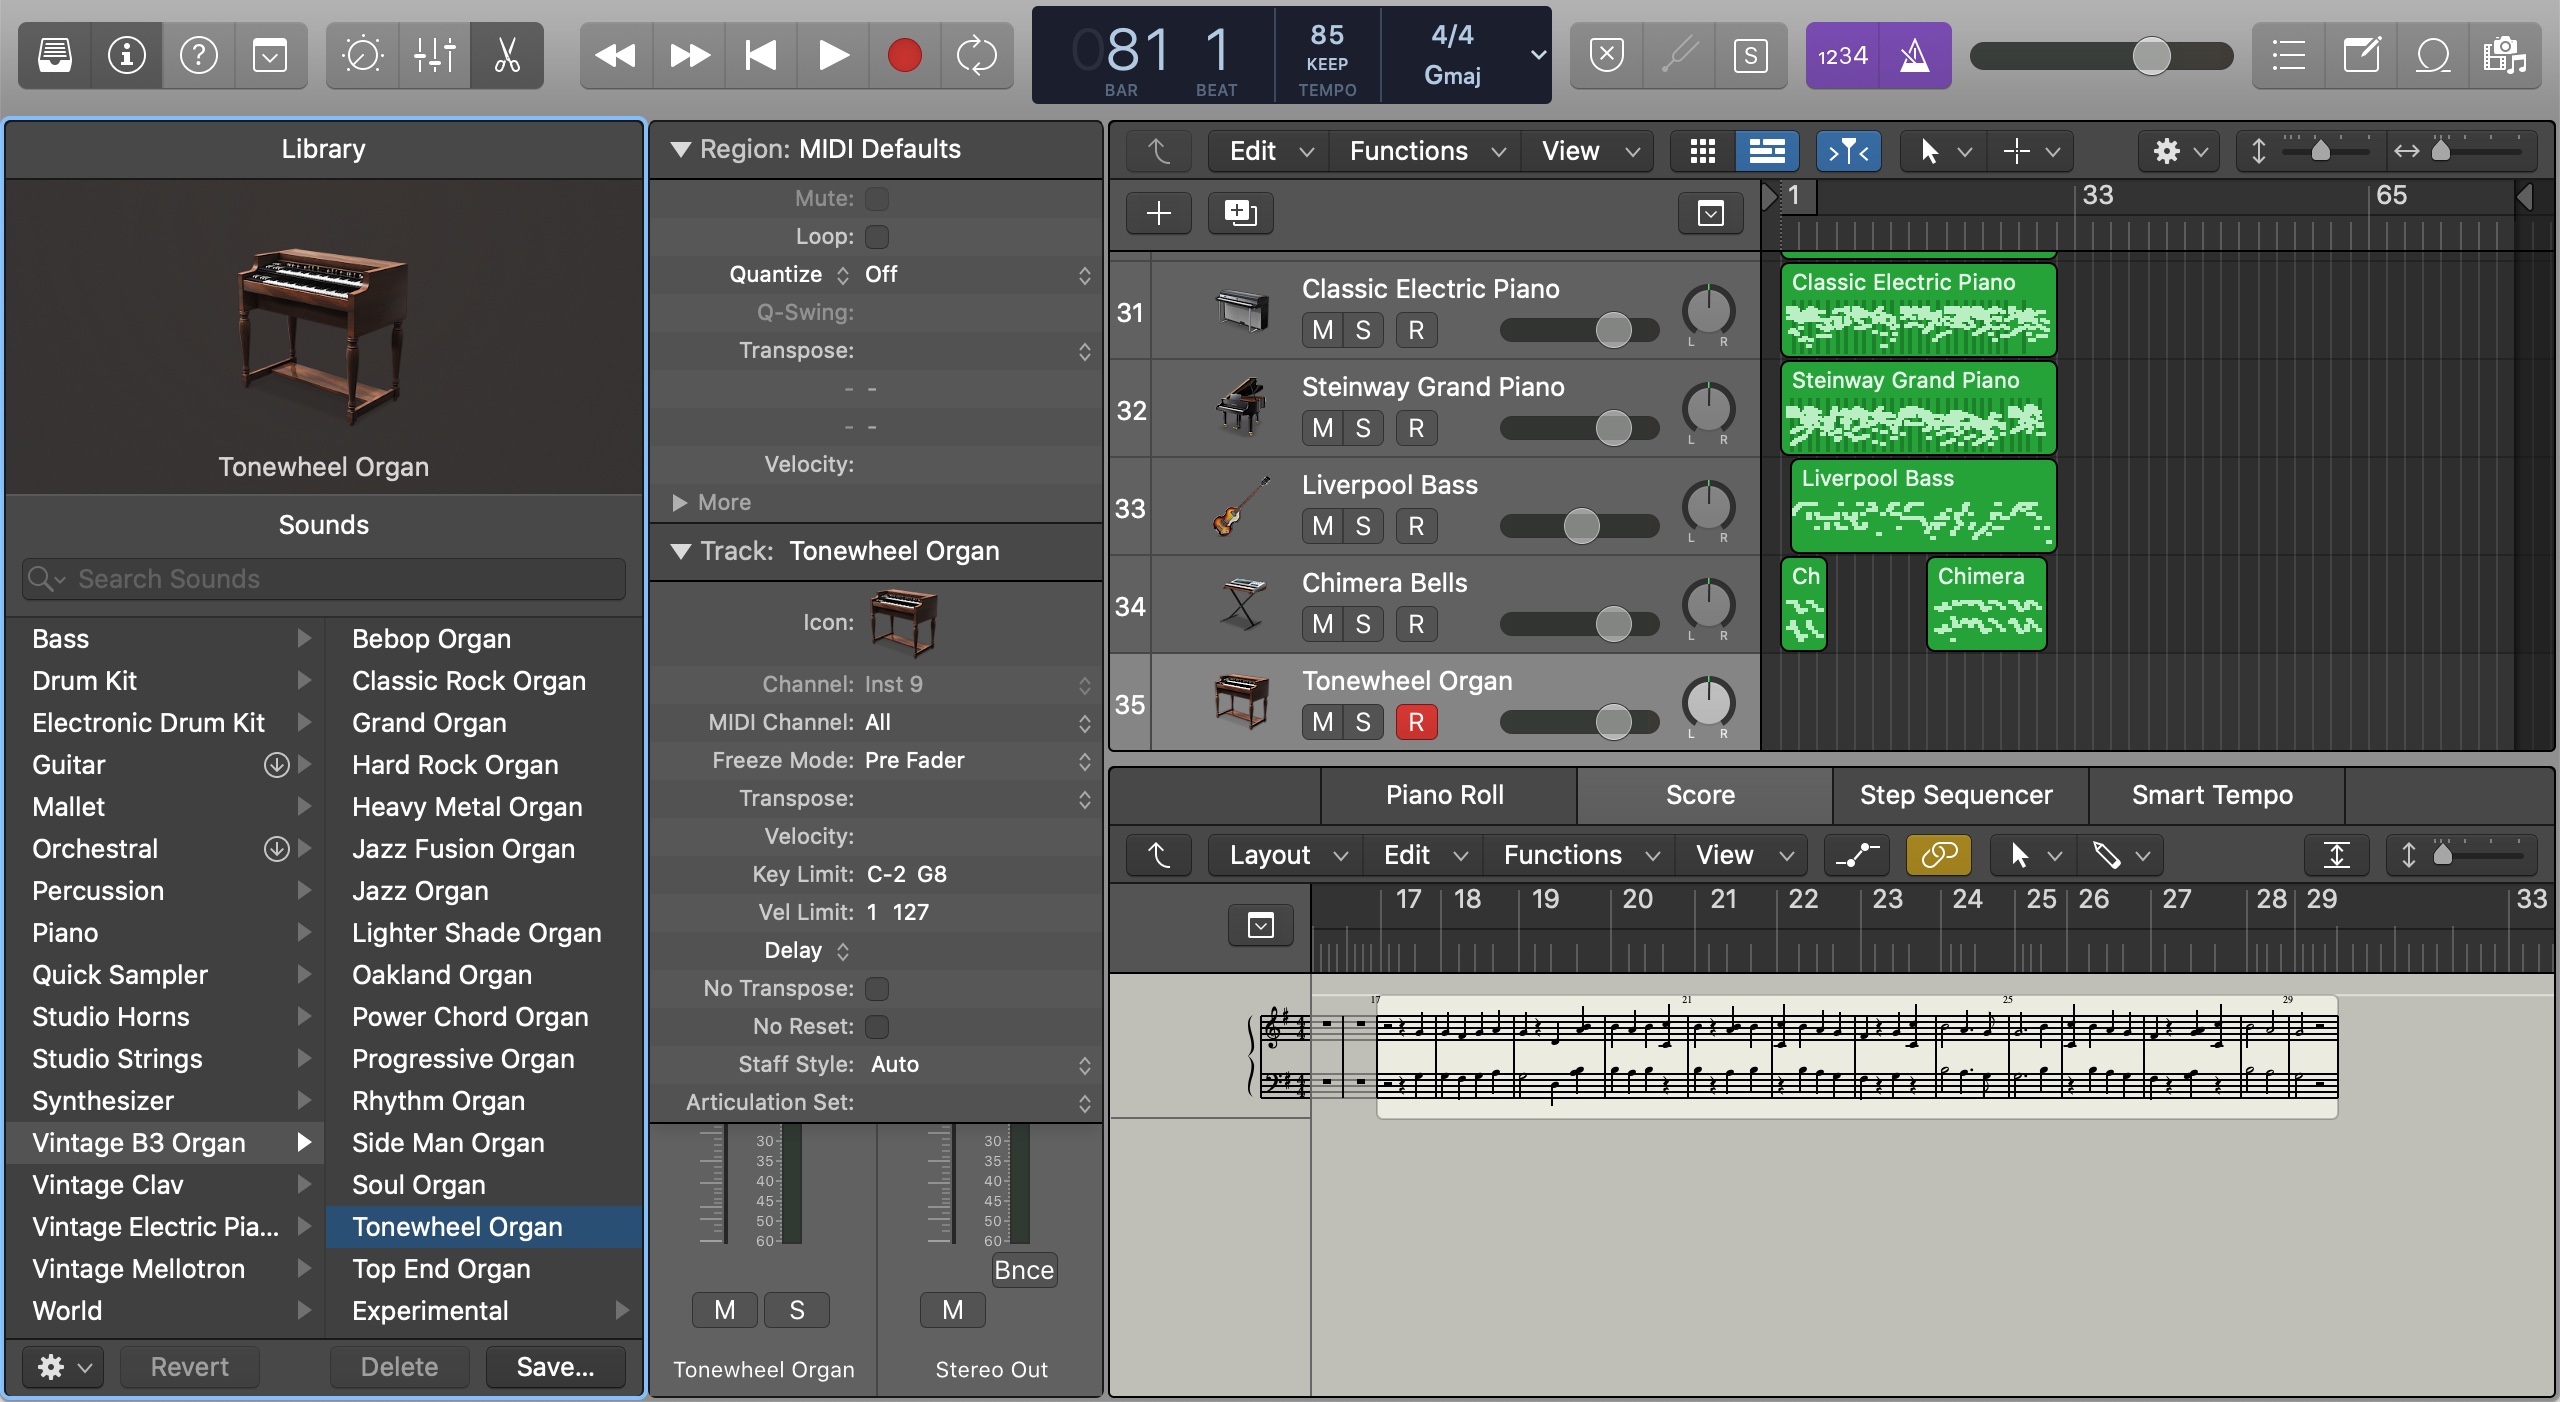 081 1
BAR BEAT
85
KEEP
TEMPO
4/4
Gmaj
S
1234
Library
Tonewheel Organ
Sounds
Search Sounds
Bass
Drum Kit
Electronic Drum Kit
Guitar
Mallet
Orchestral
Percussion
Piano
Quick Sampler
Studio Horns
Studio Strings
Synthesizer
Vintage B3 Organ
Vintage Clav
Vintage Electric Pia...
Vintage Mellotron
World
Bebop Organ
Classic Rock Organ
Grand Organ
Hard Rock Organ
Heavy Metal Organ
Jazz Fusion Organ
Jazz Organ
Lighter Shade Organ
Oakland Organ
Power Chord Organ
Progressive Organ
Rhythm Organ
Side Man Organ
Soul Organ
Tonewheel Organ
Top End Organ
Experimental
Revert Delete Save...
Region: MIDI Defaults
Mute:
Loop:
Quantize Off
Q-Swing:
Transpose:
- -
- -
Velocity:
More
Track: Tonewheel Organ
Icon:
Channel: Inst 9
MIDI Channel: All
Freeze Mode: Pre Fader
Transpose:
Velocity:
Key Limit: C-2 G8
Vel Limit: 1 127
Delay
No Transpose:
No Reset:
Staff Style: Auto
Articulation Set:
30 30
35 35
40 40
45 45
50 50
60 60
Bnce
M S M
Tonewheel Organ Stereo Out
Edit Functions View
1 33 65
31 Classic Electric Piano
M S R L R
Classic Electric Piano
32 Steinway Grand Piano
M S R L R
Steinway Grand Piano
33 Liverpool Bass
M S R L R
Liverpool Bass
34 Chimera Bells
M S R L R
Ch Chimera
35 Tonewheel Organ
M S R L R
Piano Roll Score Step Sequencer Smart Tempo
Layout Edit Functions View
17 18 19 20 21 22 23 24 25 26 27 28 29 33
17 21 25 29